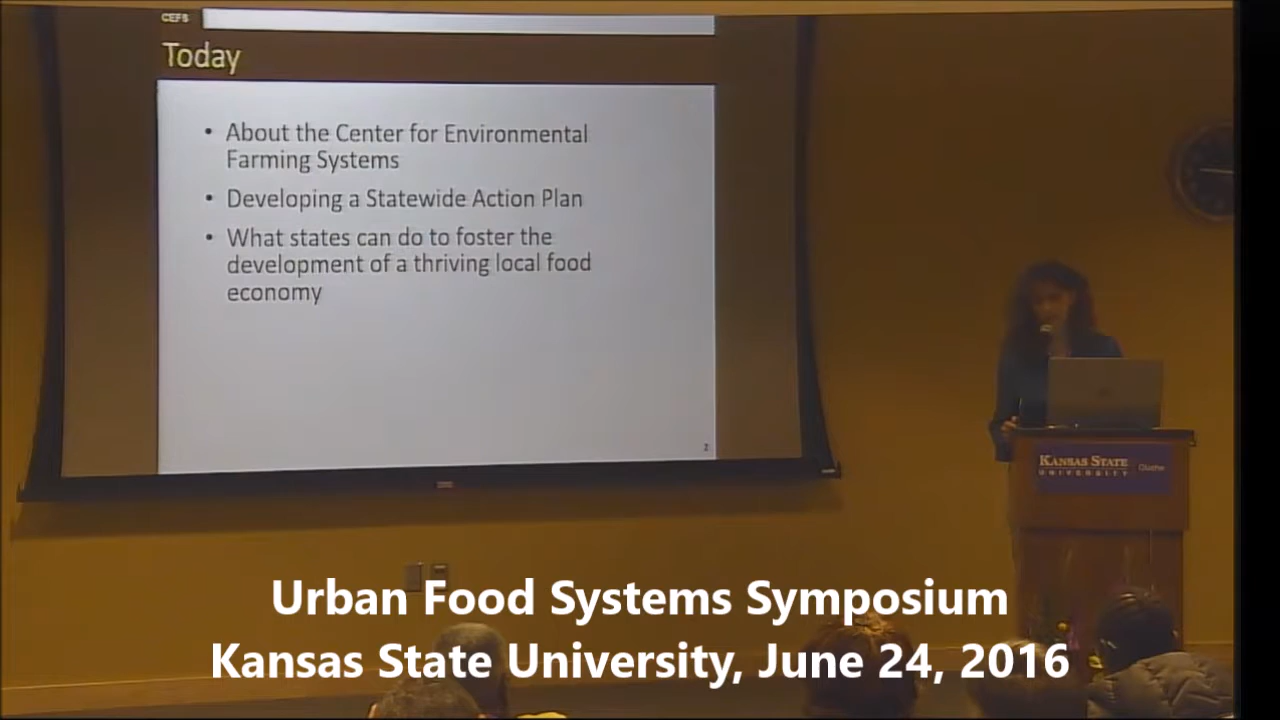 CEFS
Today
• About the Center for Environmental
Farming Systems
• Developing a Statewide Action Plan
• What states can do to foster the
development of a thriving local food
economy
2
KANSAS STATE
UNIVERSITY
Olathe
Urban Food Systems Symposium
Kansas State University, June 24, 2016